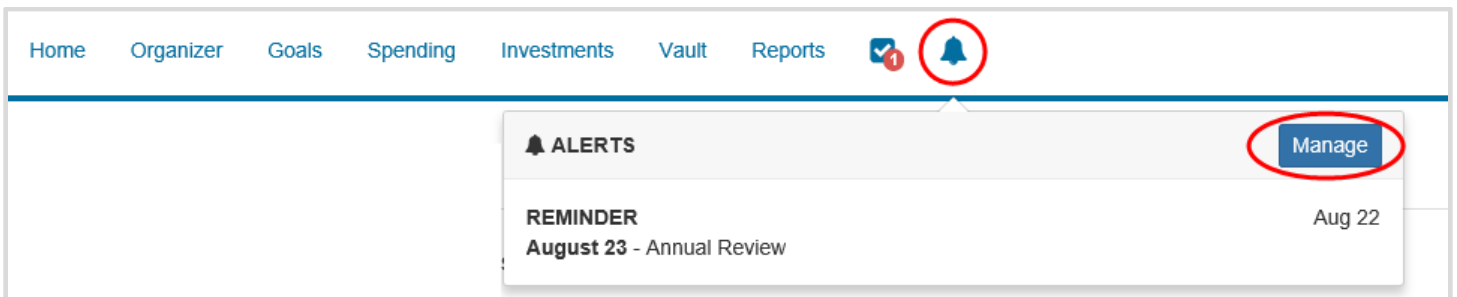 Home Organizer Goals Spending Investments Vault Reports 1
ALERTS Manage
REMINDER Aug 22
August 23 - Annual Review